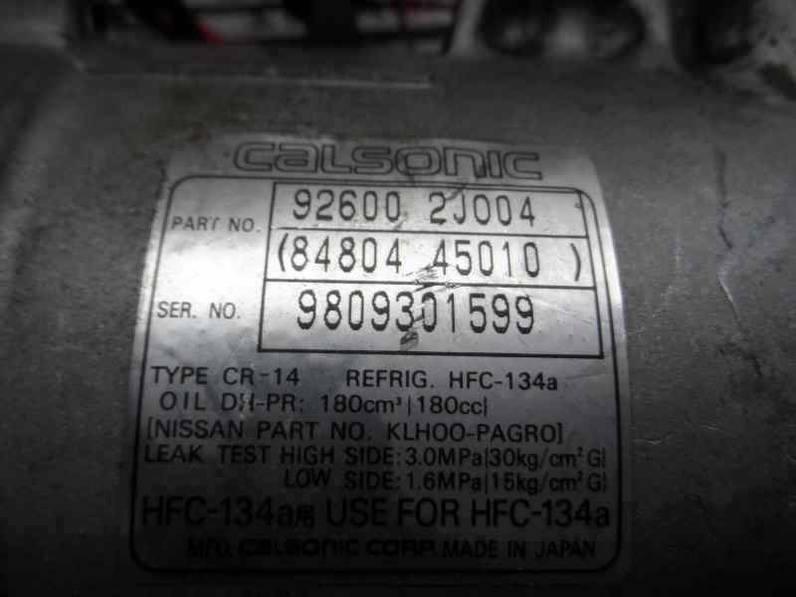 CALSONIC
PART NO. 92600 2J004
(84804 45010 )
SER. NO. 9809301599
TYPE CR-14 REFRIG. HFC-134a
OIL DH-PR: 180cm³[180cc]
[NISSAN PART NO. KLHOO-PAGRO]
LEAK TEST HIGH SIDE: 3.0MPa[30kg/cm²G]
LOW SIDE: 1.6MPa[15kg/cm²G]
HFC-134a用 USE FOR HFC-134a
MFD. CALSONIC CORP. MADE IN JAPAN